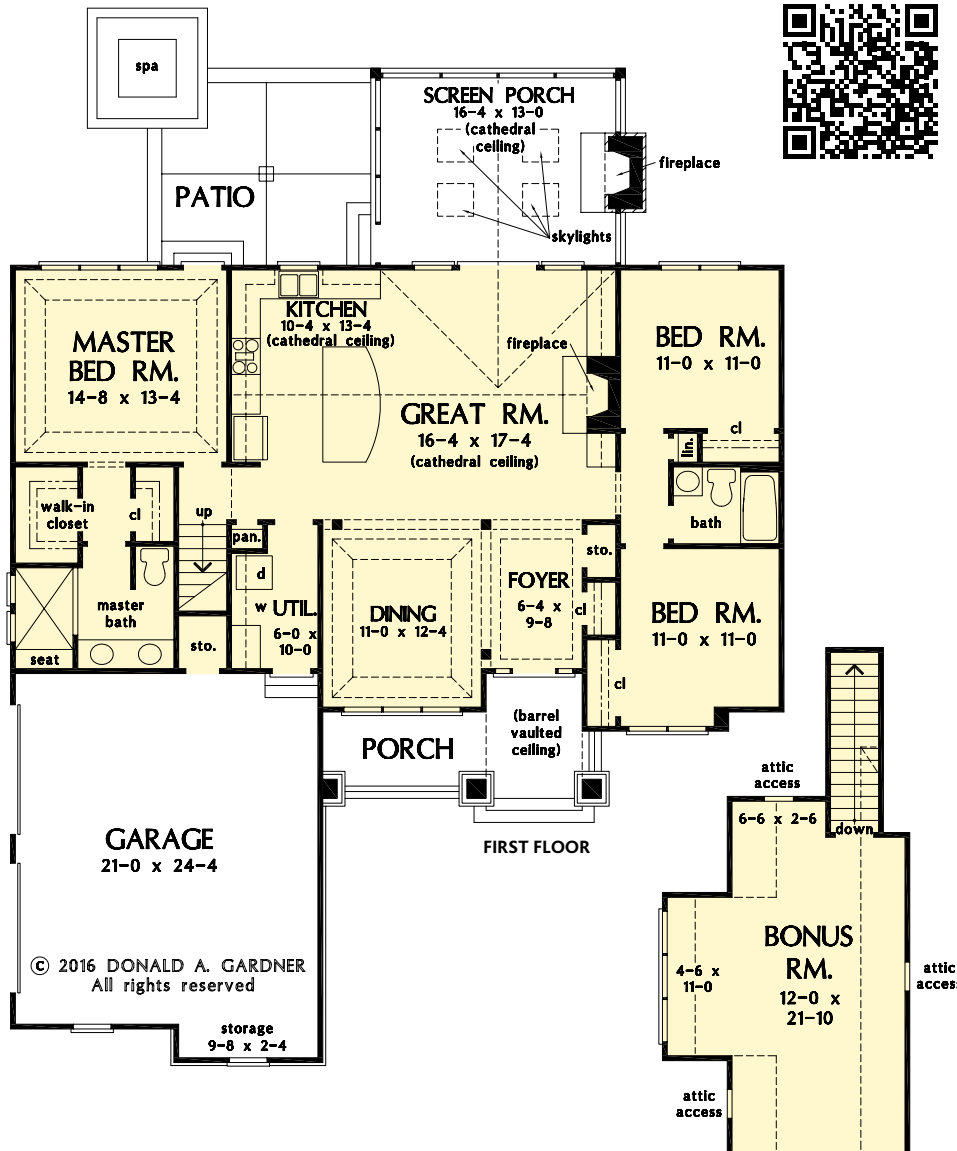 spa
SCREEN PORCH
16-4 x 13-0
(cathedral
ceiling)
fireplace
skylights
PATIO
KITCHEN
10-4 x 13-4
(cathedral ceiling)
MASTER
BED RM.
14-8 x 13-4
fireplace
GREAT RM.
16-4 x 17-4
(cathedral ceiling)
BED RM.
11-0 x 11-0
cl
lin.
bath
walk-in
closet
cl
up
pan.
d
w
UTIL.
6-0 x
10-0
master
bath
seat
sto.
DINING
11-0 x 12-4
FOYER
6-4 x
9-8
sto.
cl
BED RM.
11-0 x 11-0
cl
PORCH
(barrel
vaulted
ceiling)
FIRST FLOOR
GARAGE
21-0 x 24-4
© 2016 DONALD A. GARDNER
All rights reserved
storage
9-8 x 2-4
attic
access
6-6 x 2-6
down
BONUS
RM.
12-0 x
21-10
4-6 x
11-0
attic
access
attic
access